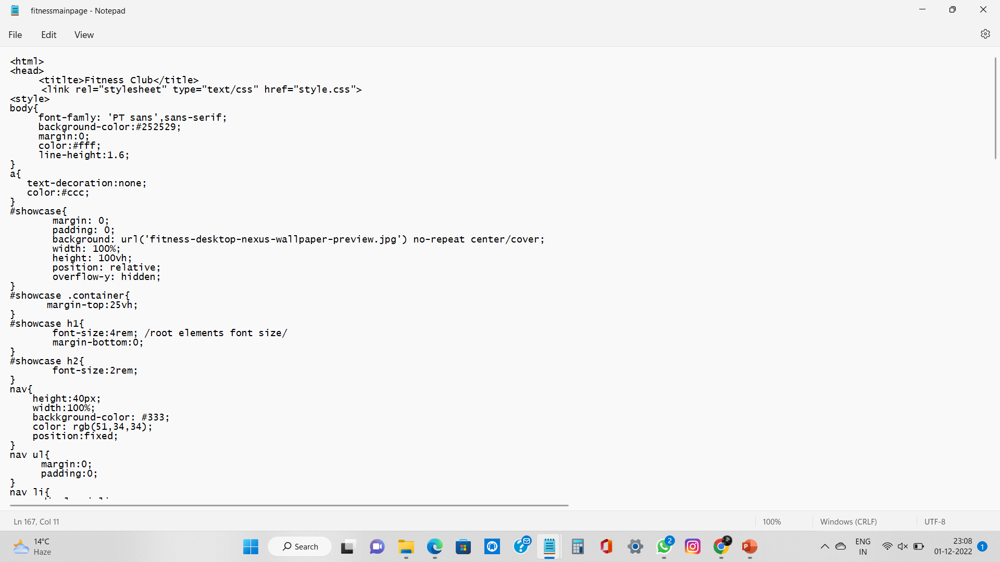 fitnessmainpage - Notepad
File Edit View
<html>
<head>
<titlte>Fitness Club</title>
<link rel="stylesheet" type="text/css" href="style.css">
<style>
body{
font-famly: 'PT sans',sans-serif;
background-color:#252529;
margin:0;
color:#fff;
line-height:1.6;
}
a{
text-decoration:none;
color:#ccc;
}
#showcase{
margin: 0;
padding: 0;
background: url('fitness-desktop-nexus-wallpaper-preview.jpg') no-repeat center/cover;
width: 100%;
height: 100vh;
position: relative;
overflow-y: hidden;
}
#showcase .container{
margin-top:25vh;
}
#showcase h1{
font-size:4rem; /root elements font size/
margin-bottom:0;
}
#showcase h2{
font-size:2rem;
}
nav{
height:40px;
width:100%;
backkground-color: #333;
color: rgb(51,34,34);
position:fixed;
}
nav ul{
margin:0;
padding:0;
}
nav li{
Ln 167, Col 11 100% Windows (CRLF) UTF-8
14°C
Haze
Search
2
ENG
IN
23:08
01-12-2022
1